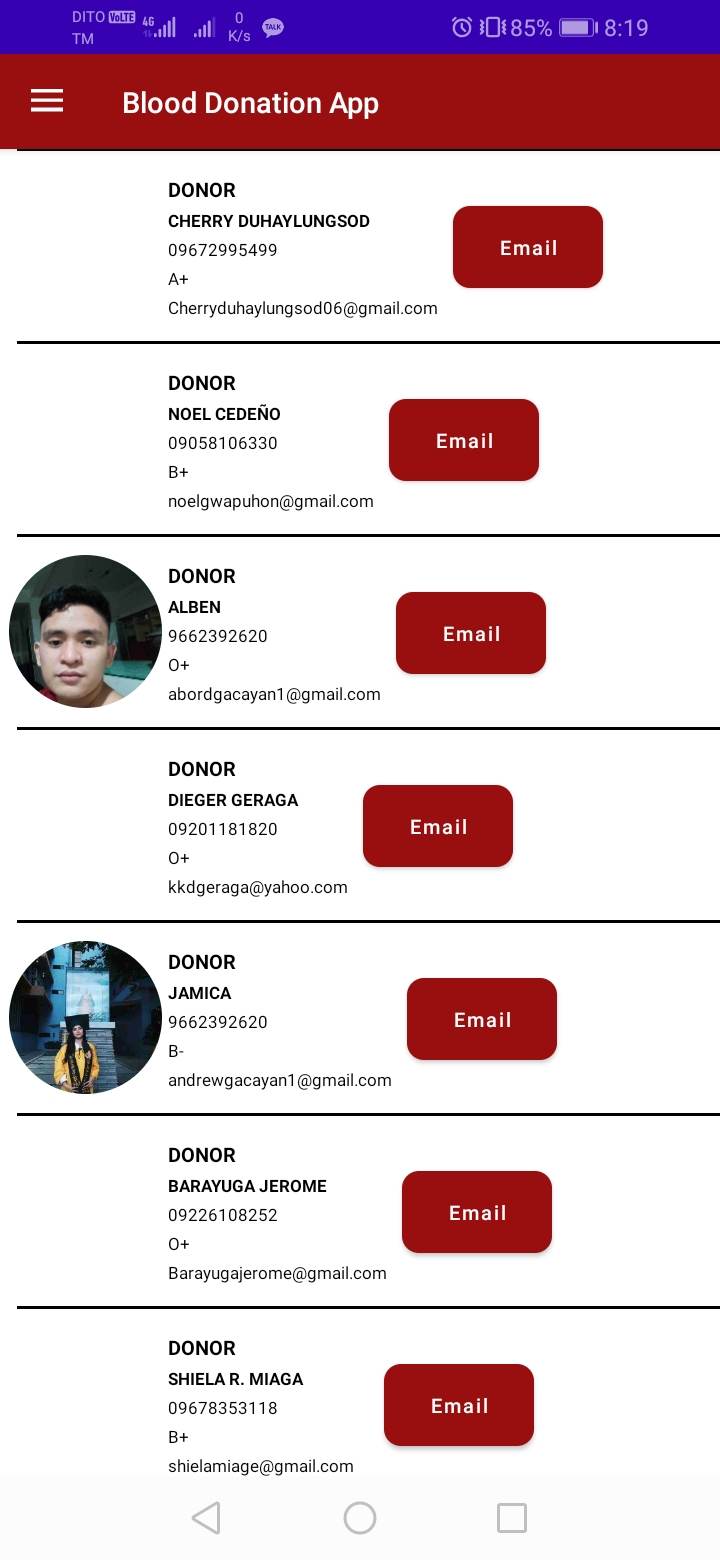 DITO VoLTE 4G 0 K/s TALK 85% 8:19
TM
Blood Donation App
DONOR
CHERRY DUHAYLUNGSOD
09672995499
A+
Cherryduhaylungsod06@gmail.com
Email
DONOR
NOEL CEDEÑO
09058106330
B+
noelgwapuhon@gmail.com
Email
DONOR
ALBEN
9662392620
O+
abordgacayan1@gmail.com
Email
DONOR
DIEGER GERAGA
09201181820
O+
kkdgeraga@yahoo.com
Email
DONOR
JAMICA
9662392620
B-
andrewgacayan1@gmail.com
Email
DONOR
BARAYUGA JEROME
09226108252
O+
Barayugajerome@gmail.com
Email
DONOR
SHIELA R. MIAGA
09678353118
B+
shielamiage@gmail.com
Email